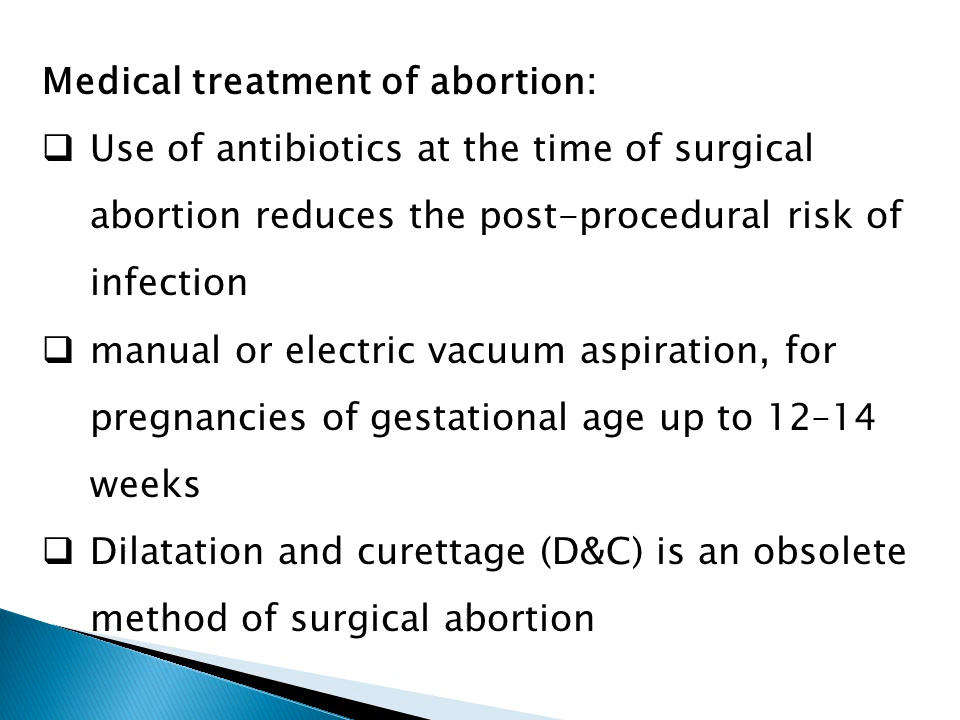 Medical treatment of abortion:
❑ Use of antibiotics at the time of surgical
abortion reduces the post-procedural risk of
infection
❑ manual or electric vacuum aspiration, for
pregnancies of gestational age up to 12–14
weeks
❑ Dilatation and curettage (D&C) is an obsolete
method of surgical abortion